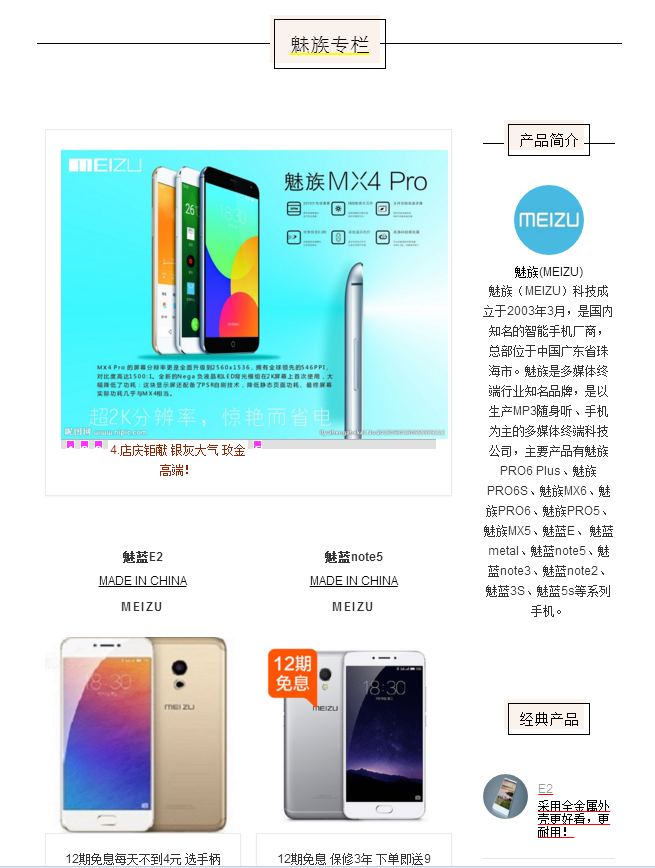 魅族专栏
MEIZU
魅族MX4 Pro
MX4 Pro 的屏幕分辨率更是全面升级到2560x1536，拥有全球领先的546PPI，
对比度高达1500:1。全新的Nega 负液晶和LED背光模组在2K屏幕上首次使用，大
幅降低了功耗；这块显示屏还配备了PSR自刷技术，降低静态页面功耗，最终屏幕
实际功耗几乎与MX4相当。
超2K分辨率，惊艳而省电
昵图网 www.nipic.com
4.店庆钜献 银灰大气 玫金
高端!
魅蓝E2
MADE IN CHINA
MEIZU
魅蓝note5
MADE IN CHINA
MEIZU
18:30
MEIZU
12期
免息
MEIZU
18:30
12期免息每天不到4元 选手柄
12期免息 保修3年 下单即送9
产品简介
MEIZU
魅族(MEIZU)
魅族（MEIZU）科技成
立于2003年3月，是国内
知名的智能手机厂商，
总部位于中国广东省珠
海市。魅族是多媒体终
端行业知名品牌，是以
生产MP3随身听、手机
为主的多媒体终端科技
公司，主要产品有魅族
PRO6 Plus、魅族
PRO6S、魅族MX6、魅
族PRO6、魅族PRO5、
魅族MX5、魅蓝E、 魅蓝
metal、魅蓝note5、魅
蓝note3、魅蓝note2、
魅蓝3S、魅蓝5s等系列
手机。
经典产品
E2
采用全金属外
壳更好看，更
耐用！